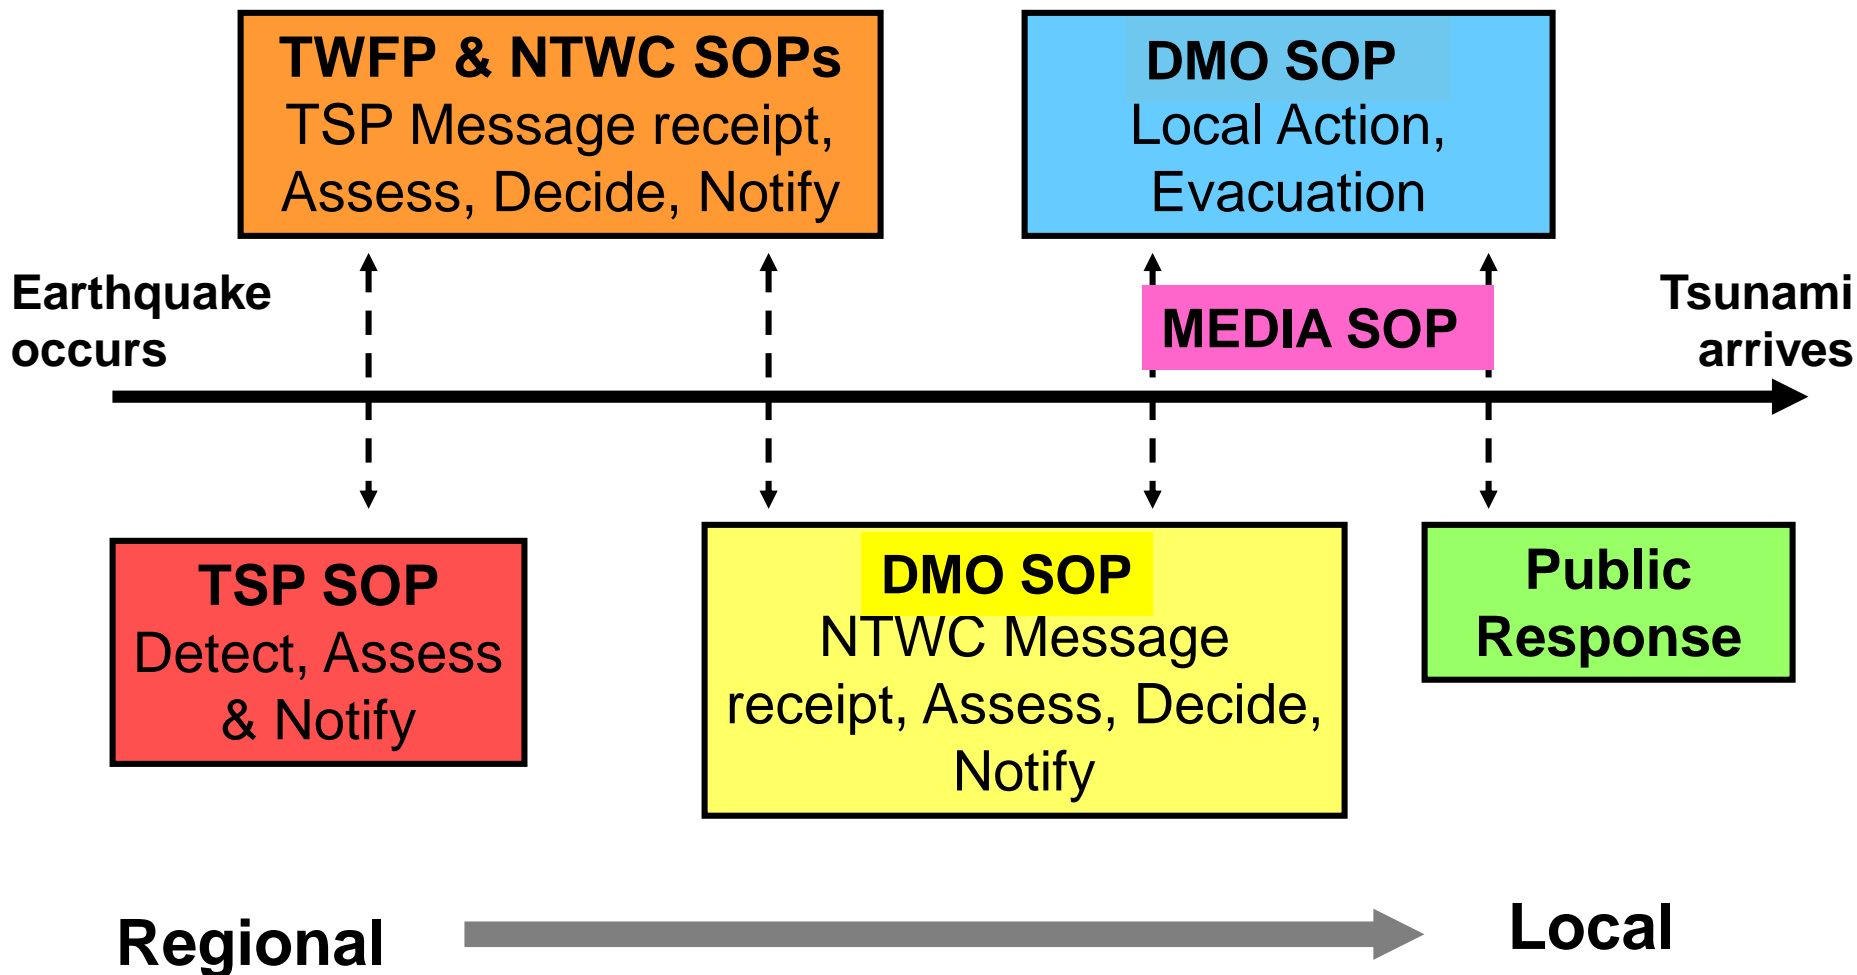 TWFP & NTWC SOPs
TSP Message receipt,
Assess, Decide, Notify
DMO SOP
Local Action,
Evacuation
Earthquake
occurs
MEDIA SOP
Tsunami
arrives
TSP SOP
Detect, Assess
& Notify
DMO SOP
NTWC Message
receipt, Assess, Decide,
Notify
Public
Response
Regional
Local